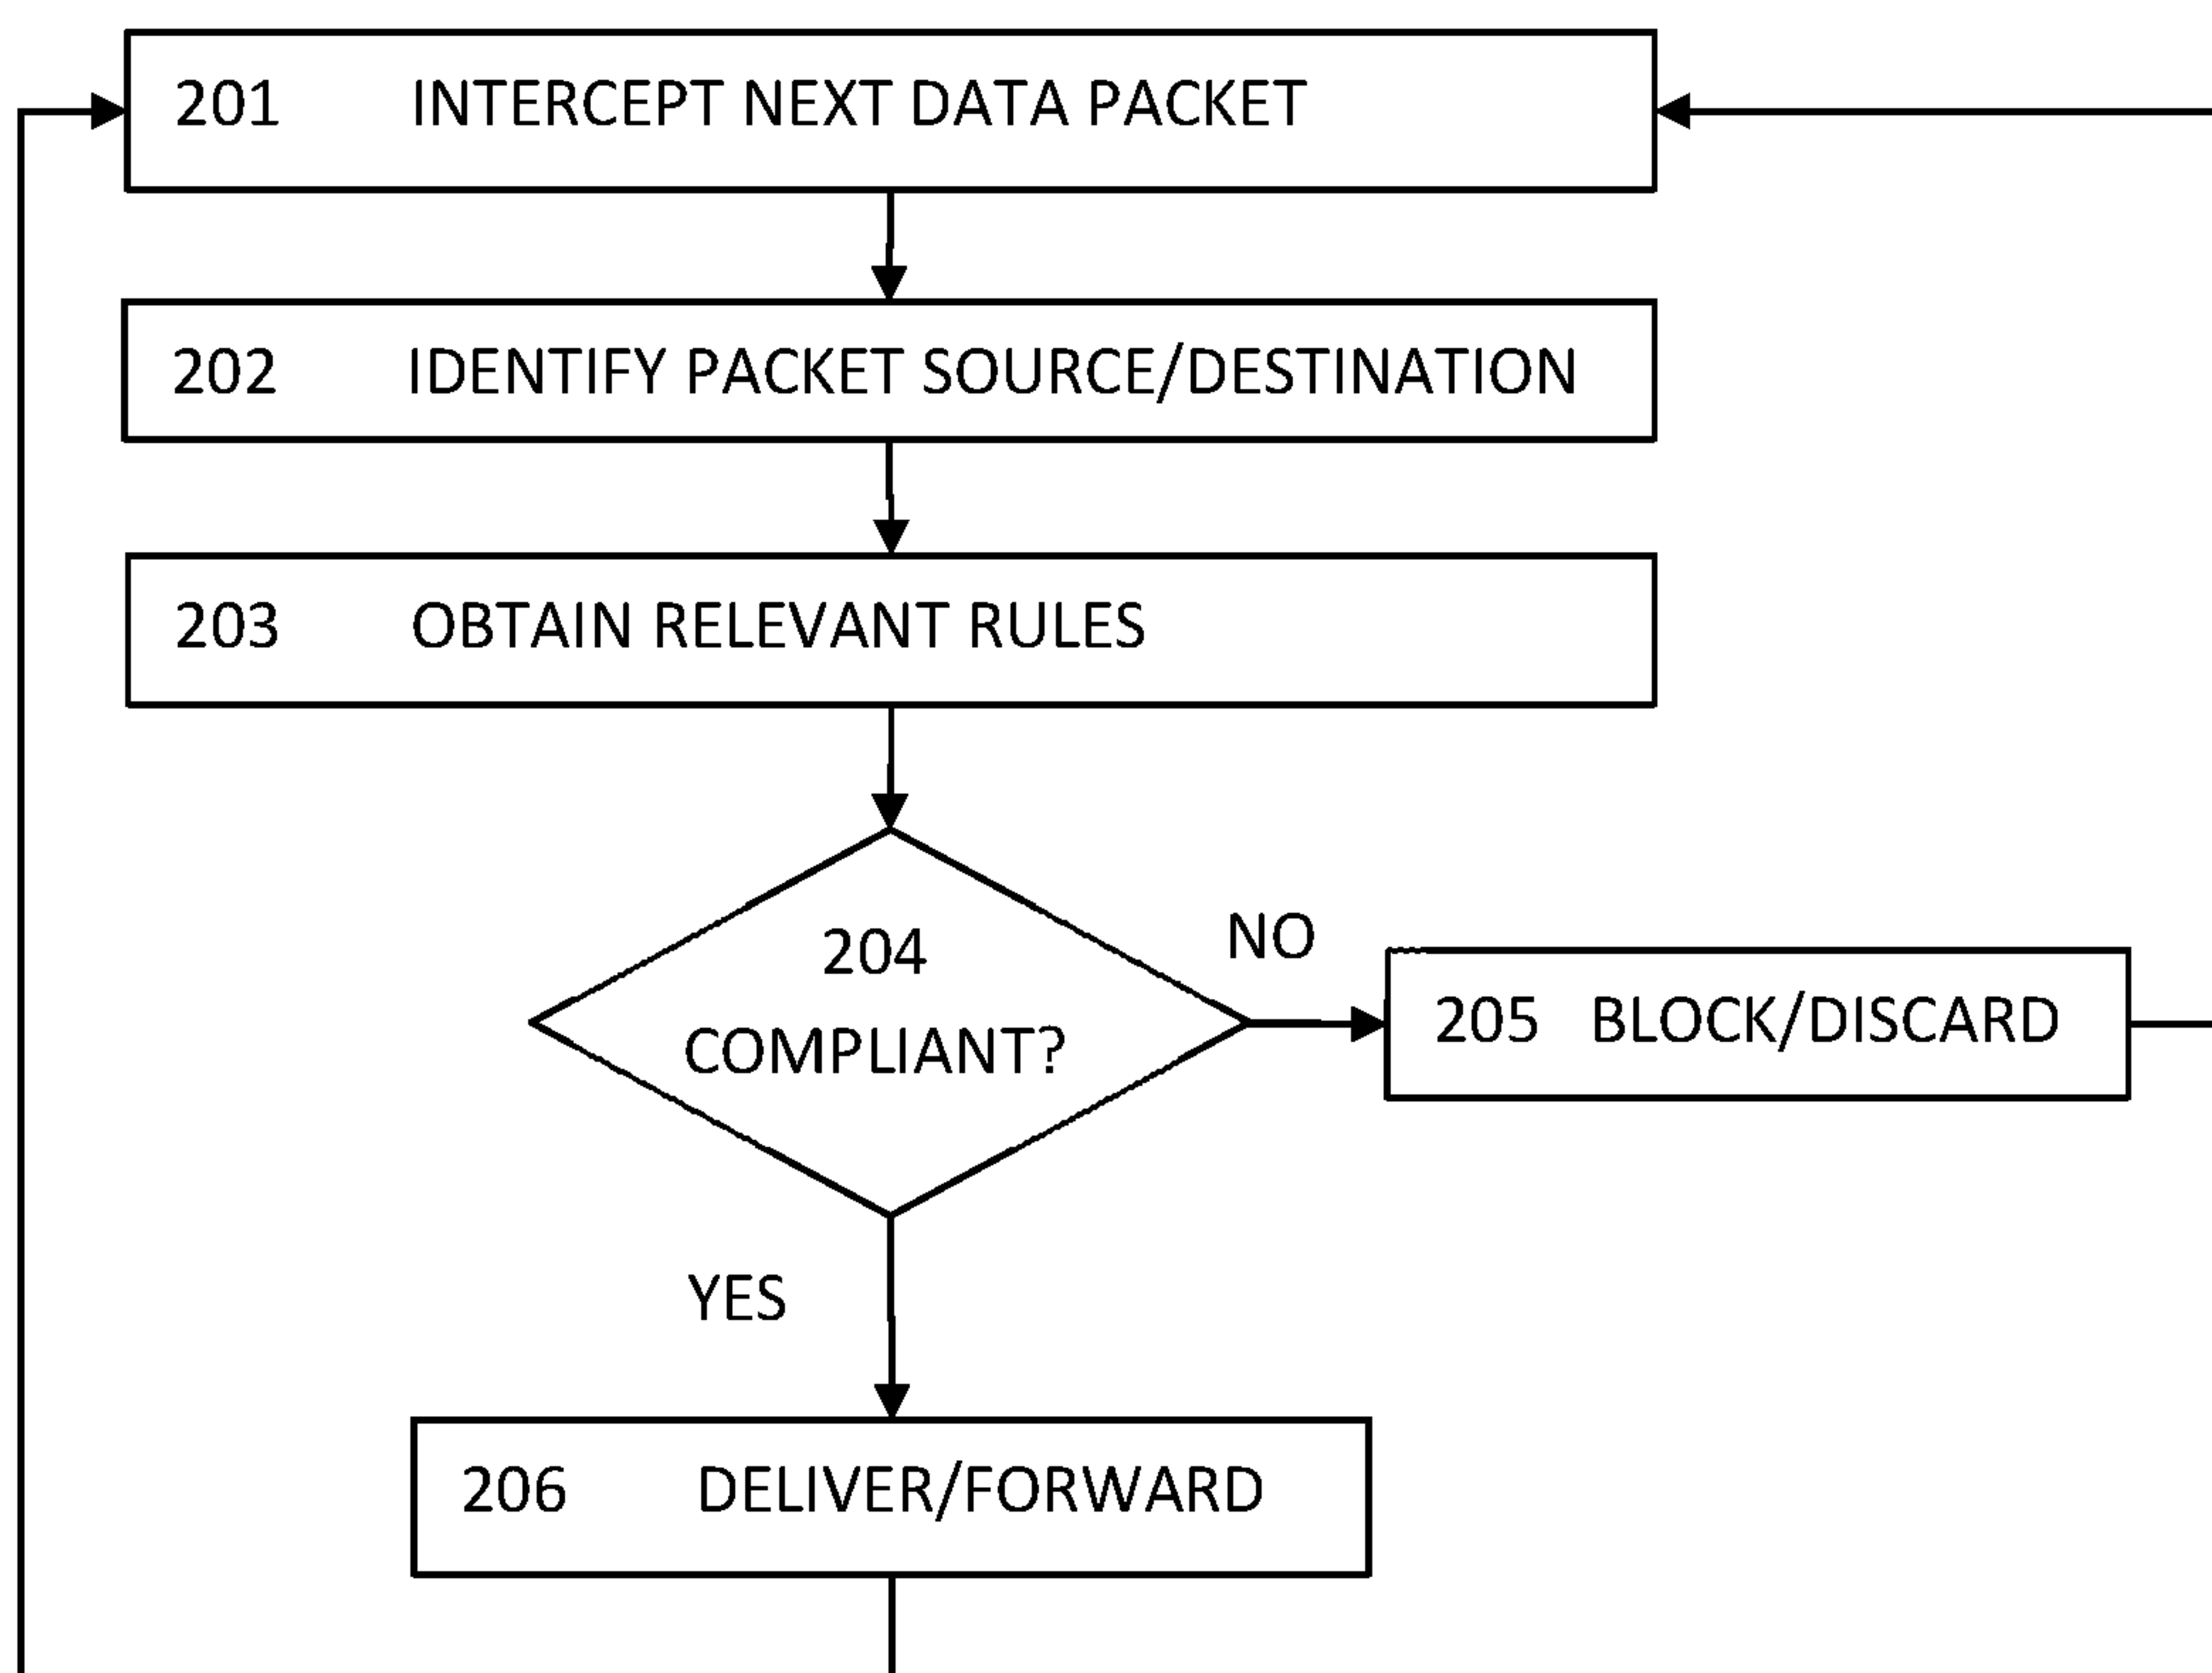 201 INTERCEPT NEXT DATA PACKET
202 IDENTIFY PACKET SOURCE/DESTINATION
203 OBTAIN RELEVANT RULES
204
COMPLIANT?
NO
205 BLOCK/DISCARD
YES
206 DELIVER/FORWARD